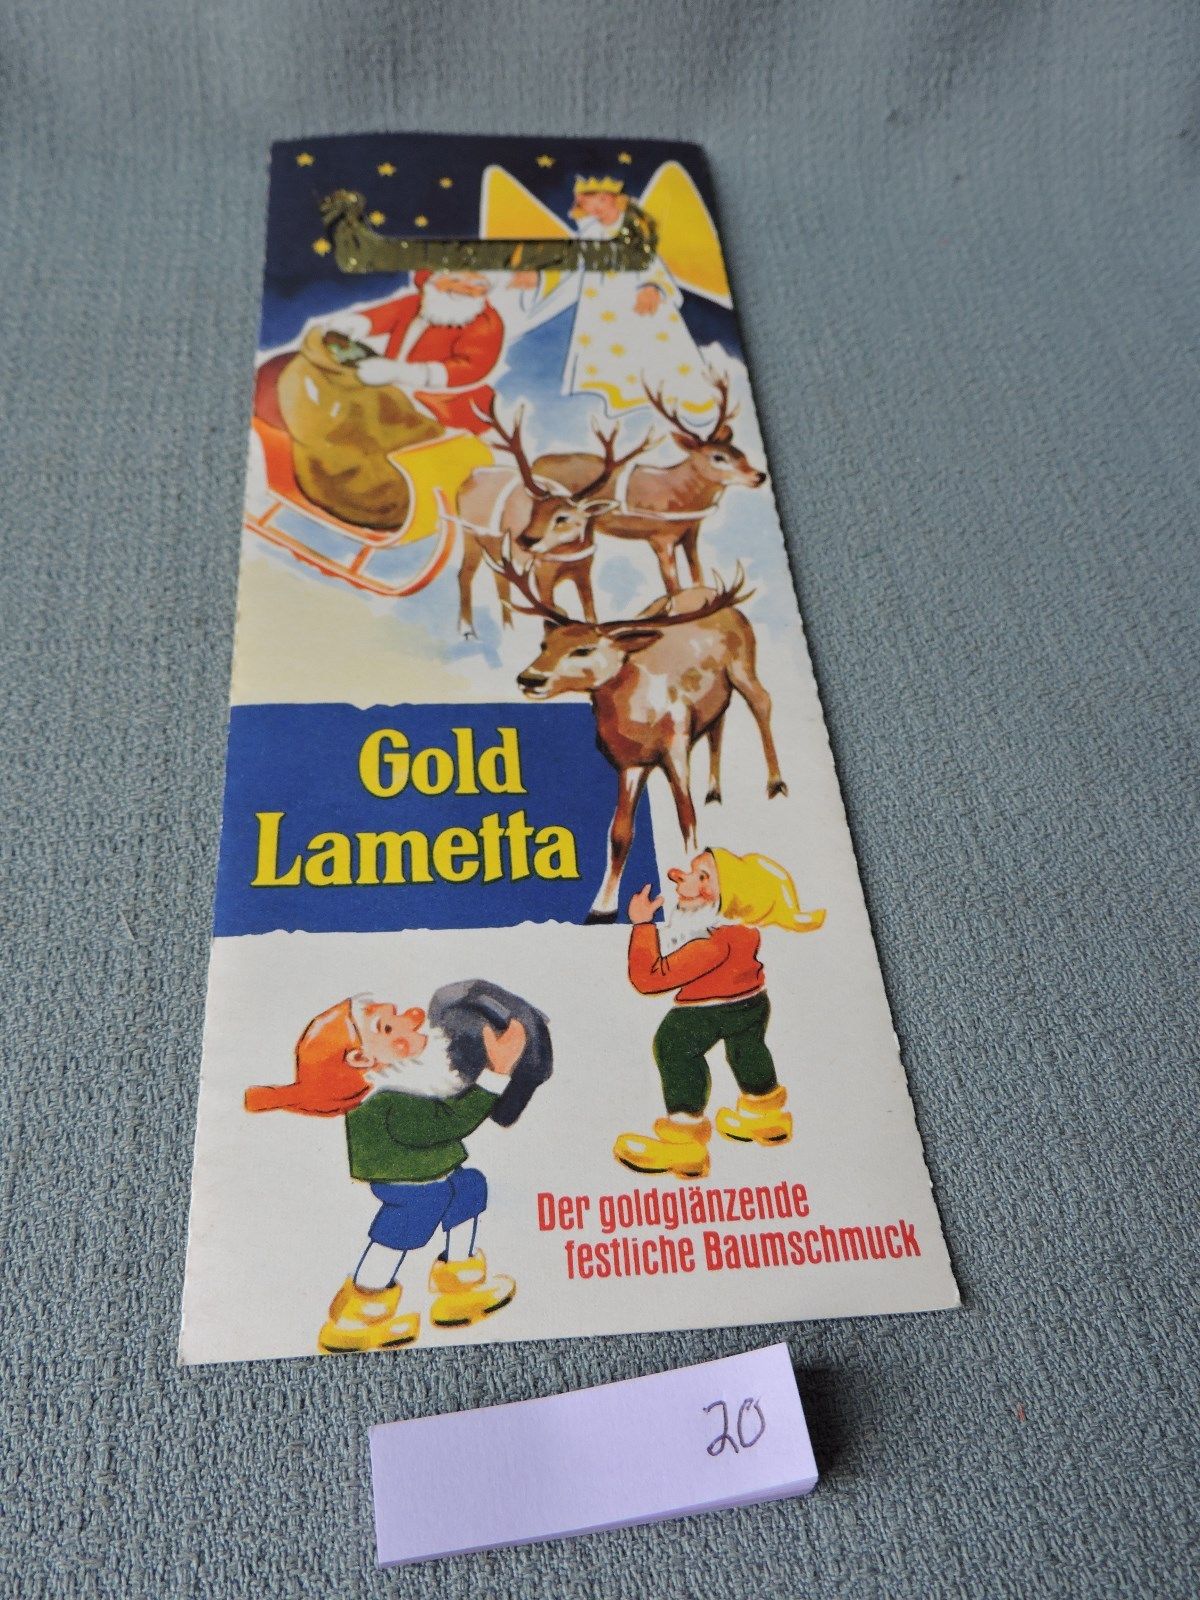 Gold
Lametta
Der goldglänzende
festliche Baumschmuck
20